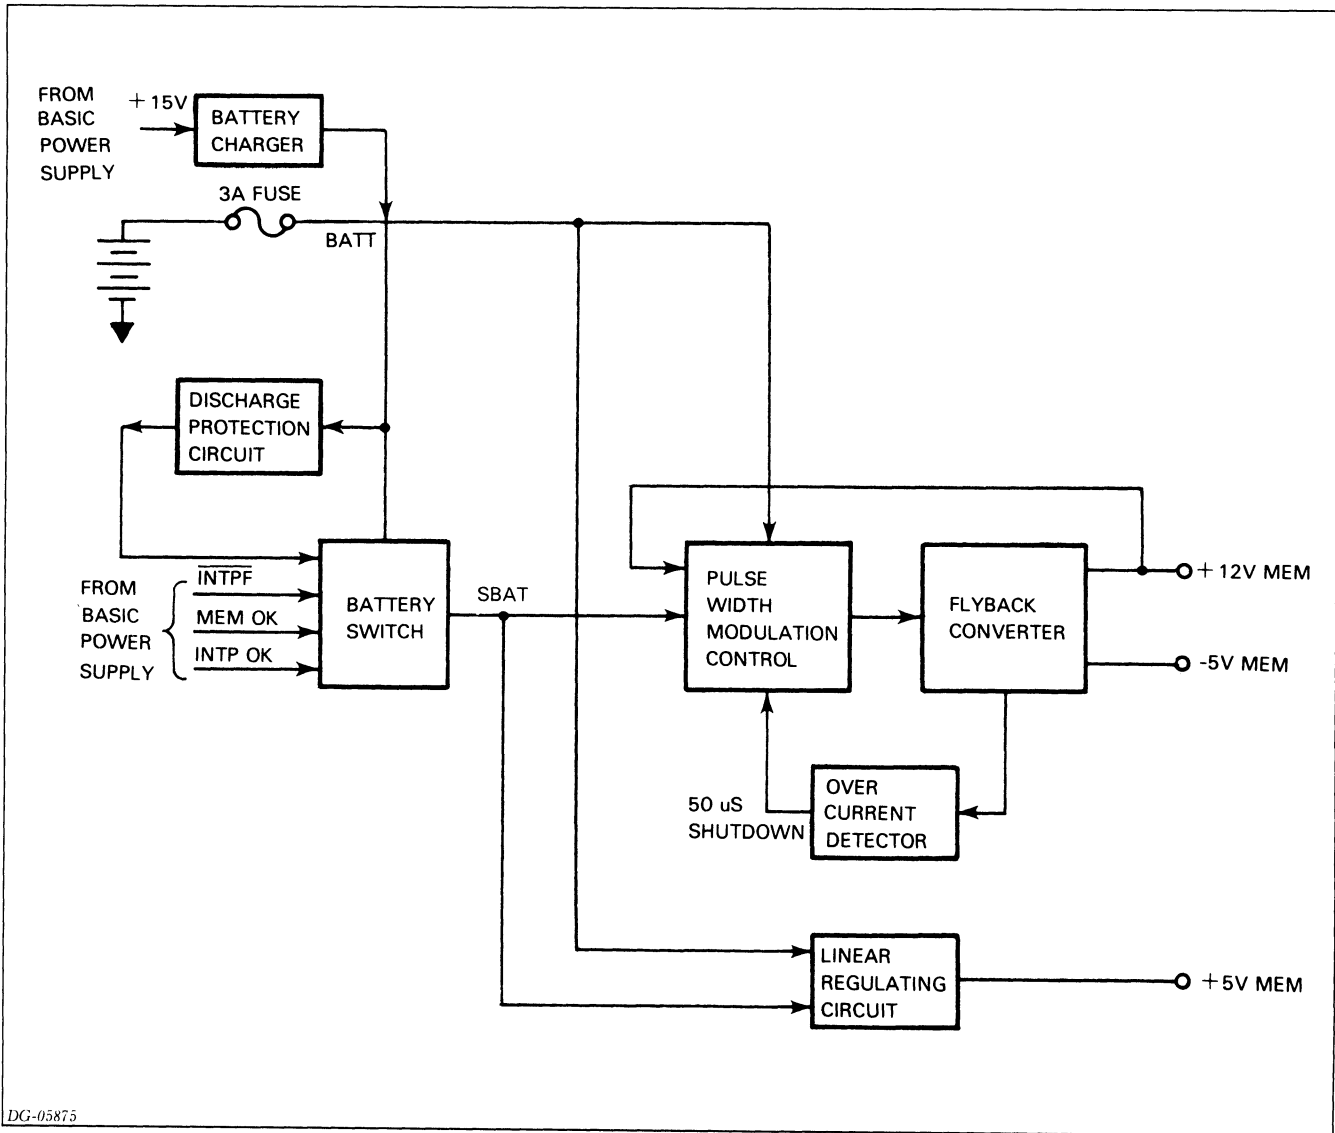 FROM
BASIC
POWER
SUPPLY
+15V
BATTERY
CHARGER
3A FUSE
BATT
DISCHARGE
PROTECTION
CIRCUIT
FROM
BASIC
POWER
SUPPLY
INTPF
MEM OK
INTP OK
BATTERY
SWITCH
SBAT
PULSE
WIDTH
MODULATION
CONTROL
FLYBACK
CONVERTER
+12V MEM
-5V MEM
50 uS
SHUTDOWN
OVER
CURRENT
DETECTOR
LINEAR
REGULATING
CIRCUIT
+5V MEM
DG-05875